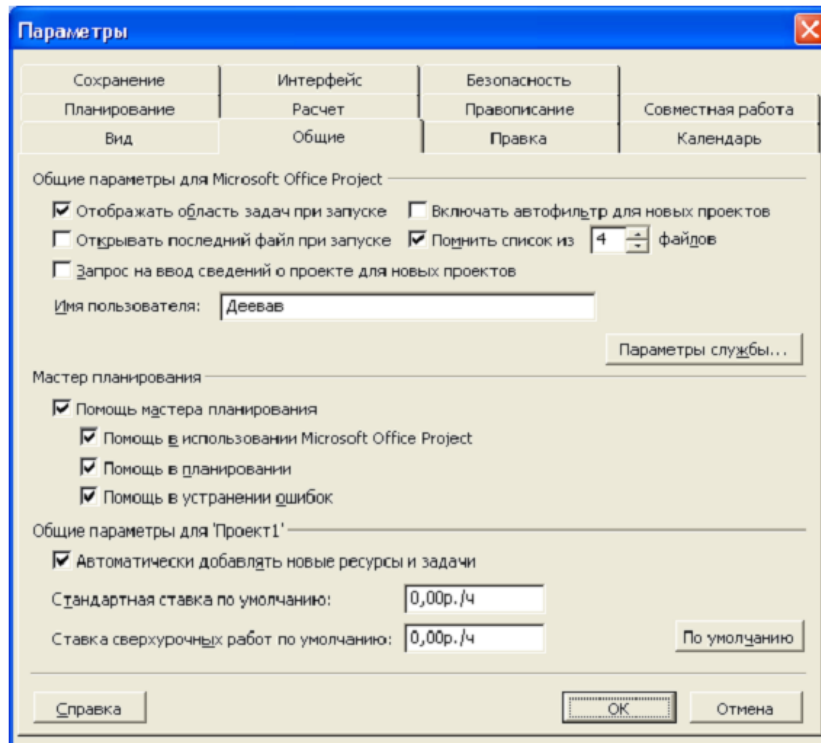 Параметры
Сохранение Интерфейс Безопасность
Планирование Расчет Правописание Совместная работа
Вид Общие Правка Календарь
Общие параметры для Microsoft Office Project
Отображать область задач при запуске Включать автофильтр для новых проектов
Открывать последний файл при запуске Помнить список из 4 файлов
Запрос на ввод сведений о проекте для новых проектов
Имя пользователя: Деевав
Параметры службы...
Мастер планирования
Помощь мастера планирования
Помощь в использовании Microsoft Office Project
Помощь в планировании
Помощь в устранении ошибок
Общие параметры для 'Проект1'
Автоматически добавлять новые ресурсы и задачи
Стандартная ставка по умолчанию: 0,00р./ч
Ставка сверхурочных работ по умолчанию: 0,00р./ч По умолчанию
Справка ОК Отмена